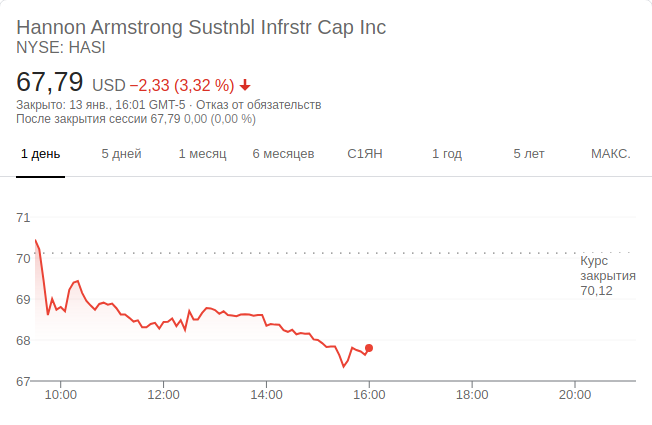 Hannon Armstrong Sustnbl Infrstr Cap Inc
NYSE: HASI
67,79 USD −2,33 (3,32 %)
Закрыто: 13 янв., 16:01 GMT-5 · Отказ от обязательств
После закрытия сессии 67,79 0,00 (0,00 %)
1 день 5 дней 1 месяц 6 месяцев С1ЯН 1 год 5 лет МАКС.
71
70
Курс
закрытия
70,12
69
68
67
10:00 12:00 14:00 16:00 18:00 20:00